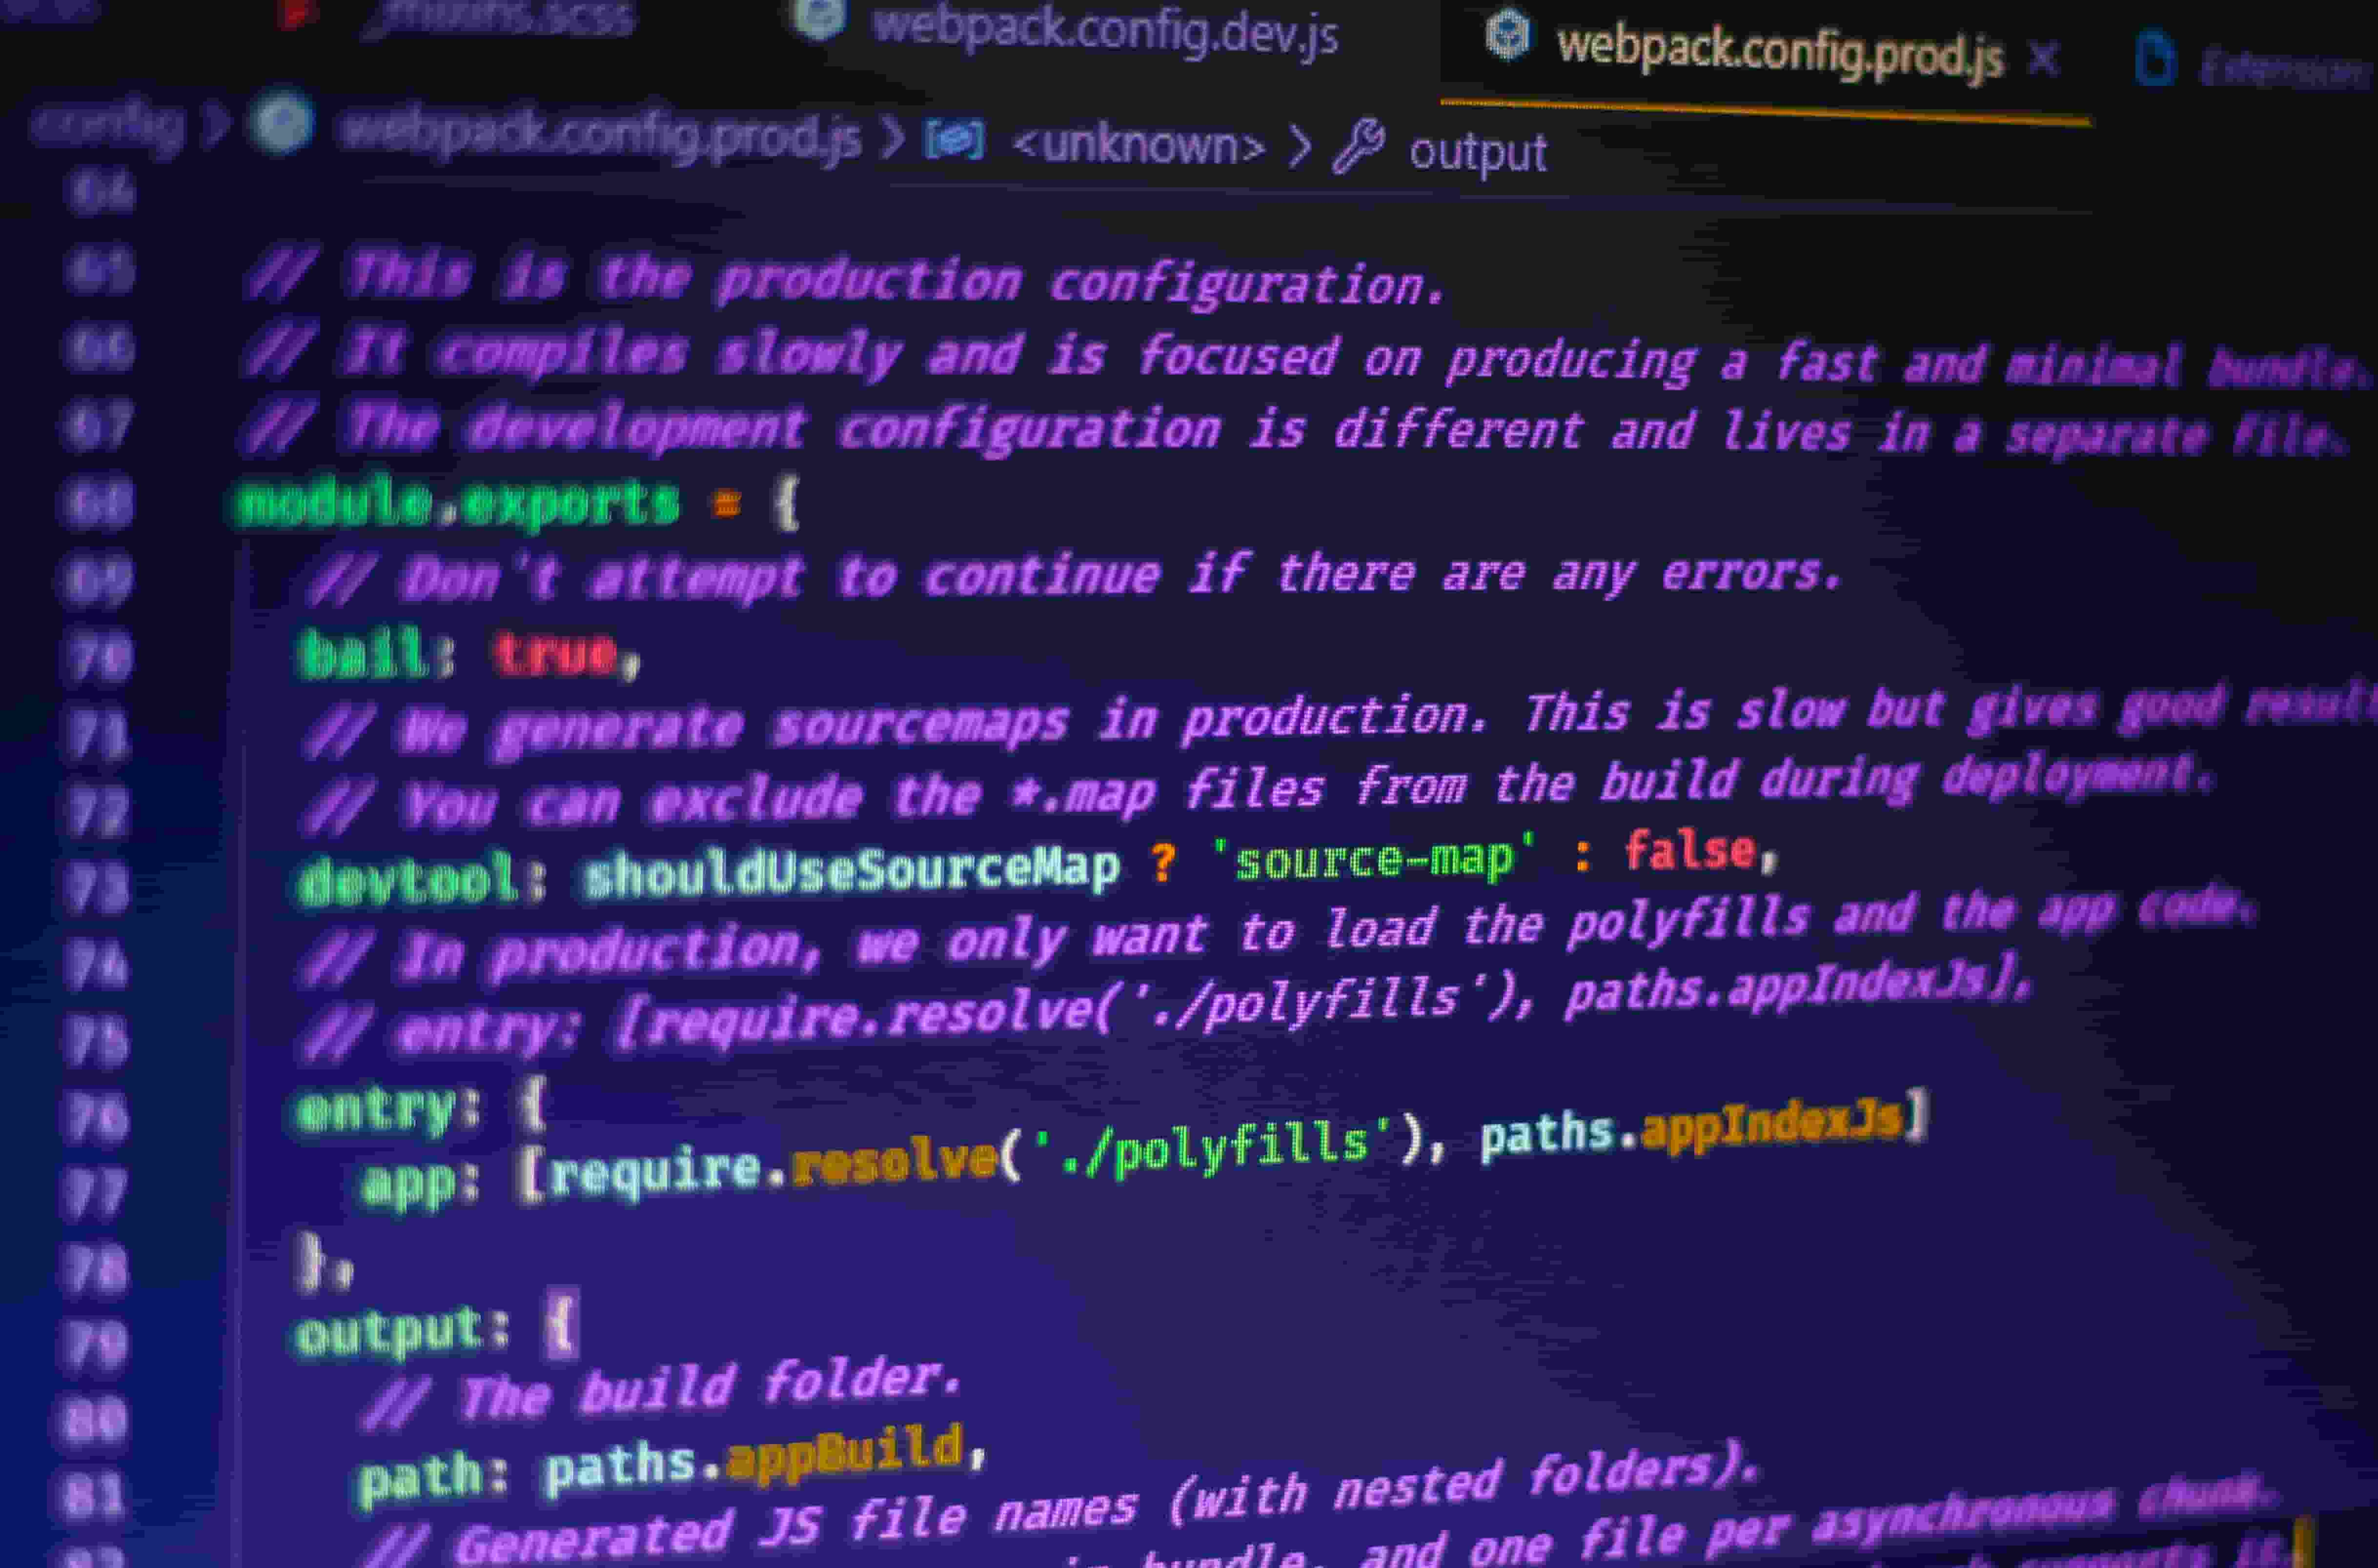 _mixins.scss webpack.config.dev.js webpack.config.prod.js × Extension
config > webpack.config.prod.js > <unknown> > output
64
65 // This is the production configuration.
66 // It compiles slowly and is focused on producing a fast and minimal bundle.
67 // The development configuration is different and lives in a separate file.
68 module.exports = {
69 // Don't attempt to continue if there are any errors.
70 bail: true,
71 // We generate sourcemaps in production. This is slow but gives good result
72 // You can exclude the *.map files from the build during deployment.
73 devtool: shouldUseSourceMap ? 'source-map' : false,
74 // In production, we only want to load the polyfills and the app code.
75 // entry: [require.resolve('./polyfills'), paths.appIndexJs],
76 entry: {
77 app: [require.resolve('./polyfills'), paths.appIndexJs]
78 },
79 output: {
80 // The build folder.
81 path: paths.appBuild,
82 // Generated JS file names (with nested folders).
bundle, and one file per asynchronous chunk.